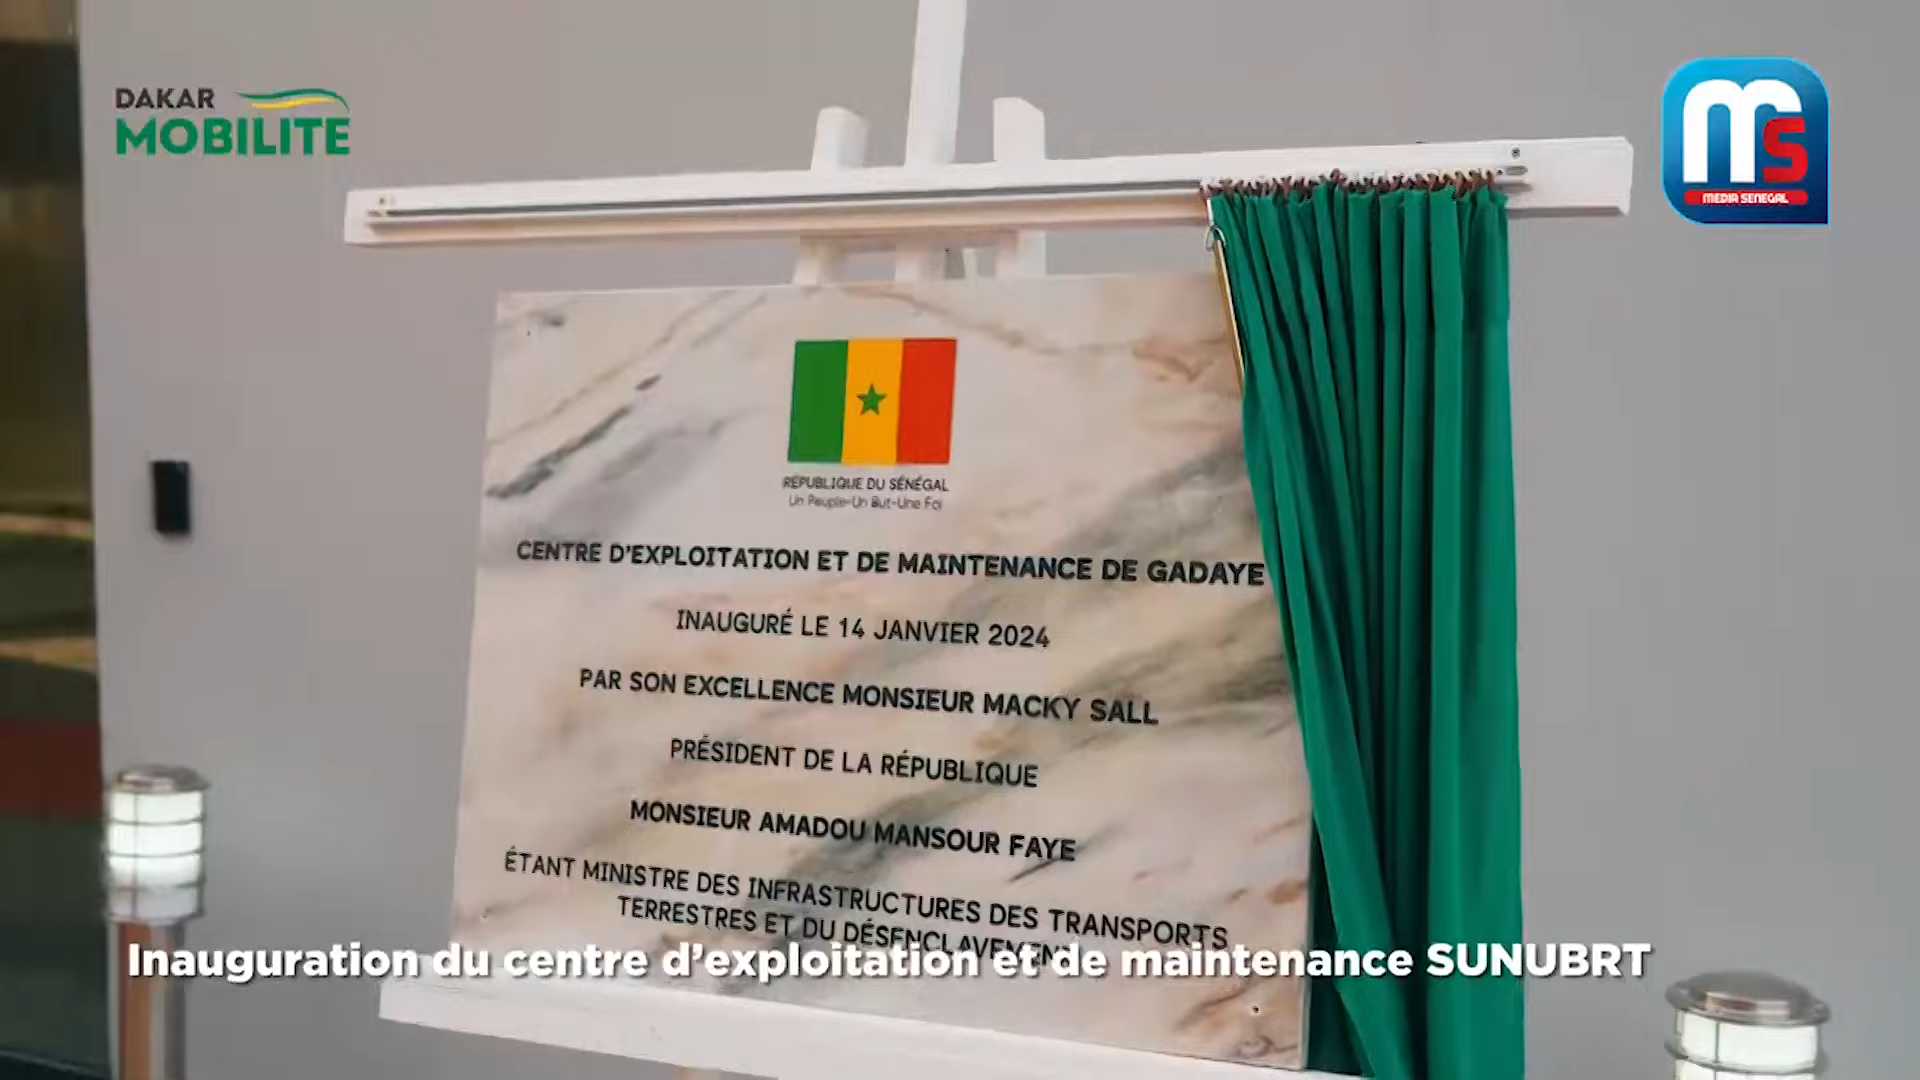 DAKAR
MOBILITE
MS
MEDIA SENEGAL
RÉPUBLIQUE DU SÉNÉGAL
Un Peuple-Un But-Une Foi
CENTRE D'EXPLOITATION ET DE MAINTENANCE DE GADAYE
INAUGURÉ LE 14 JANVIER 2024
PAR SON EXCELLENCE MONSIEUR MACKY SALL
PRÉSIDENT DE LA RÉPUBLIQUE
MONSIEUR AMADOU MANSOUR FAYE
ÉTANT MINISTRE DES INFRASTRUCTURES DES TRANSPORTS
TERRESTRES ET DU DÉSENCLAVEMENT
Inauguration du centre d'exploitation et de maintenance SUNUBRT